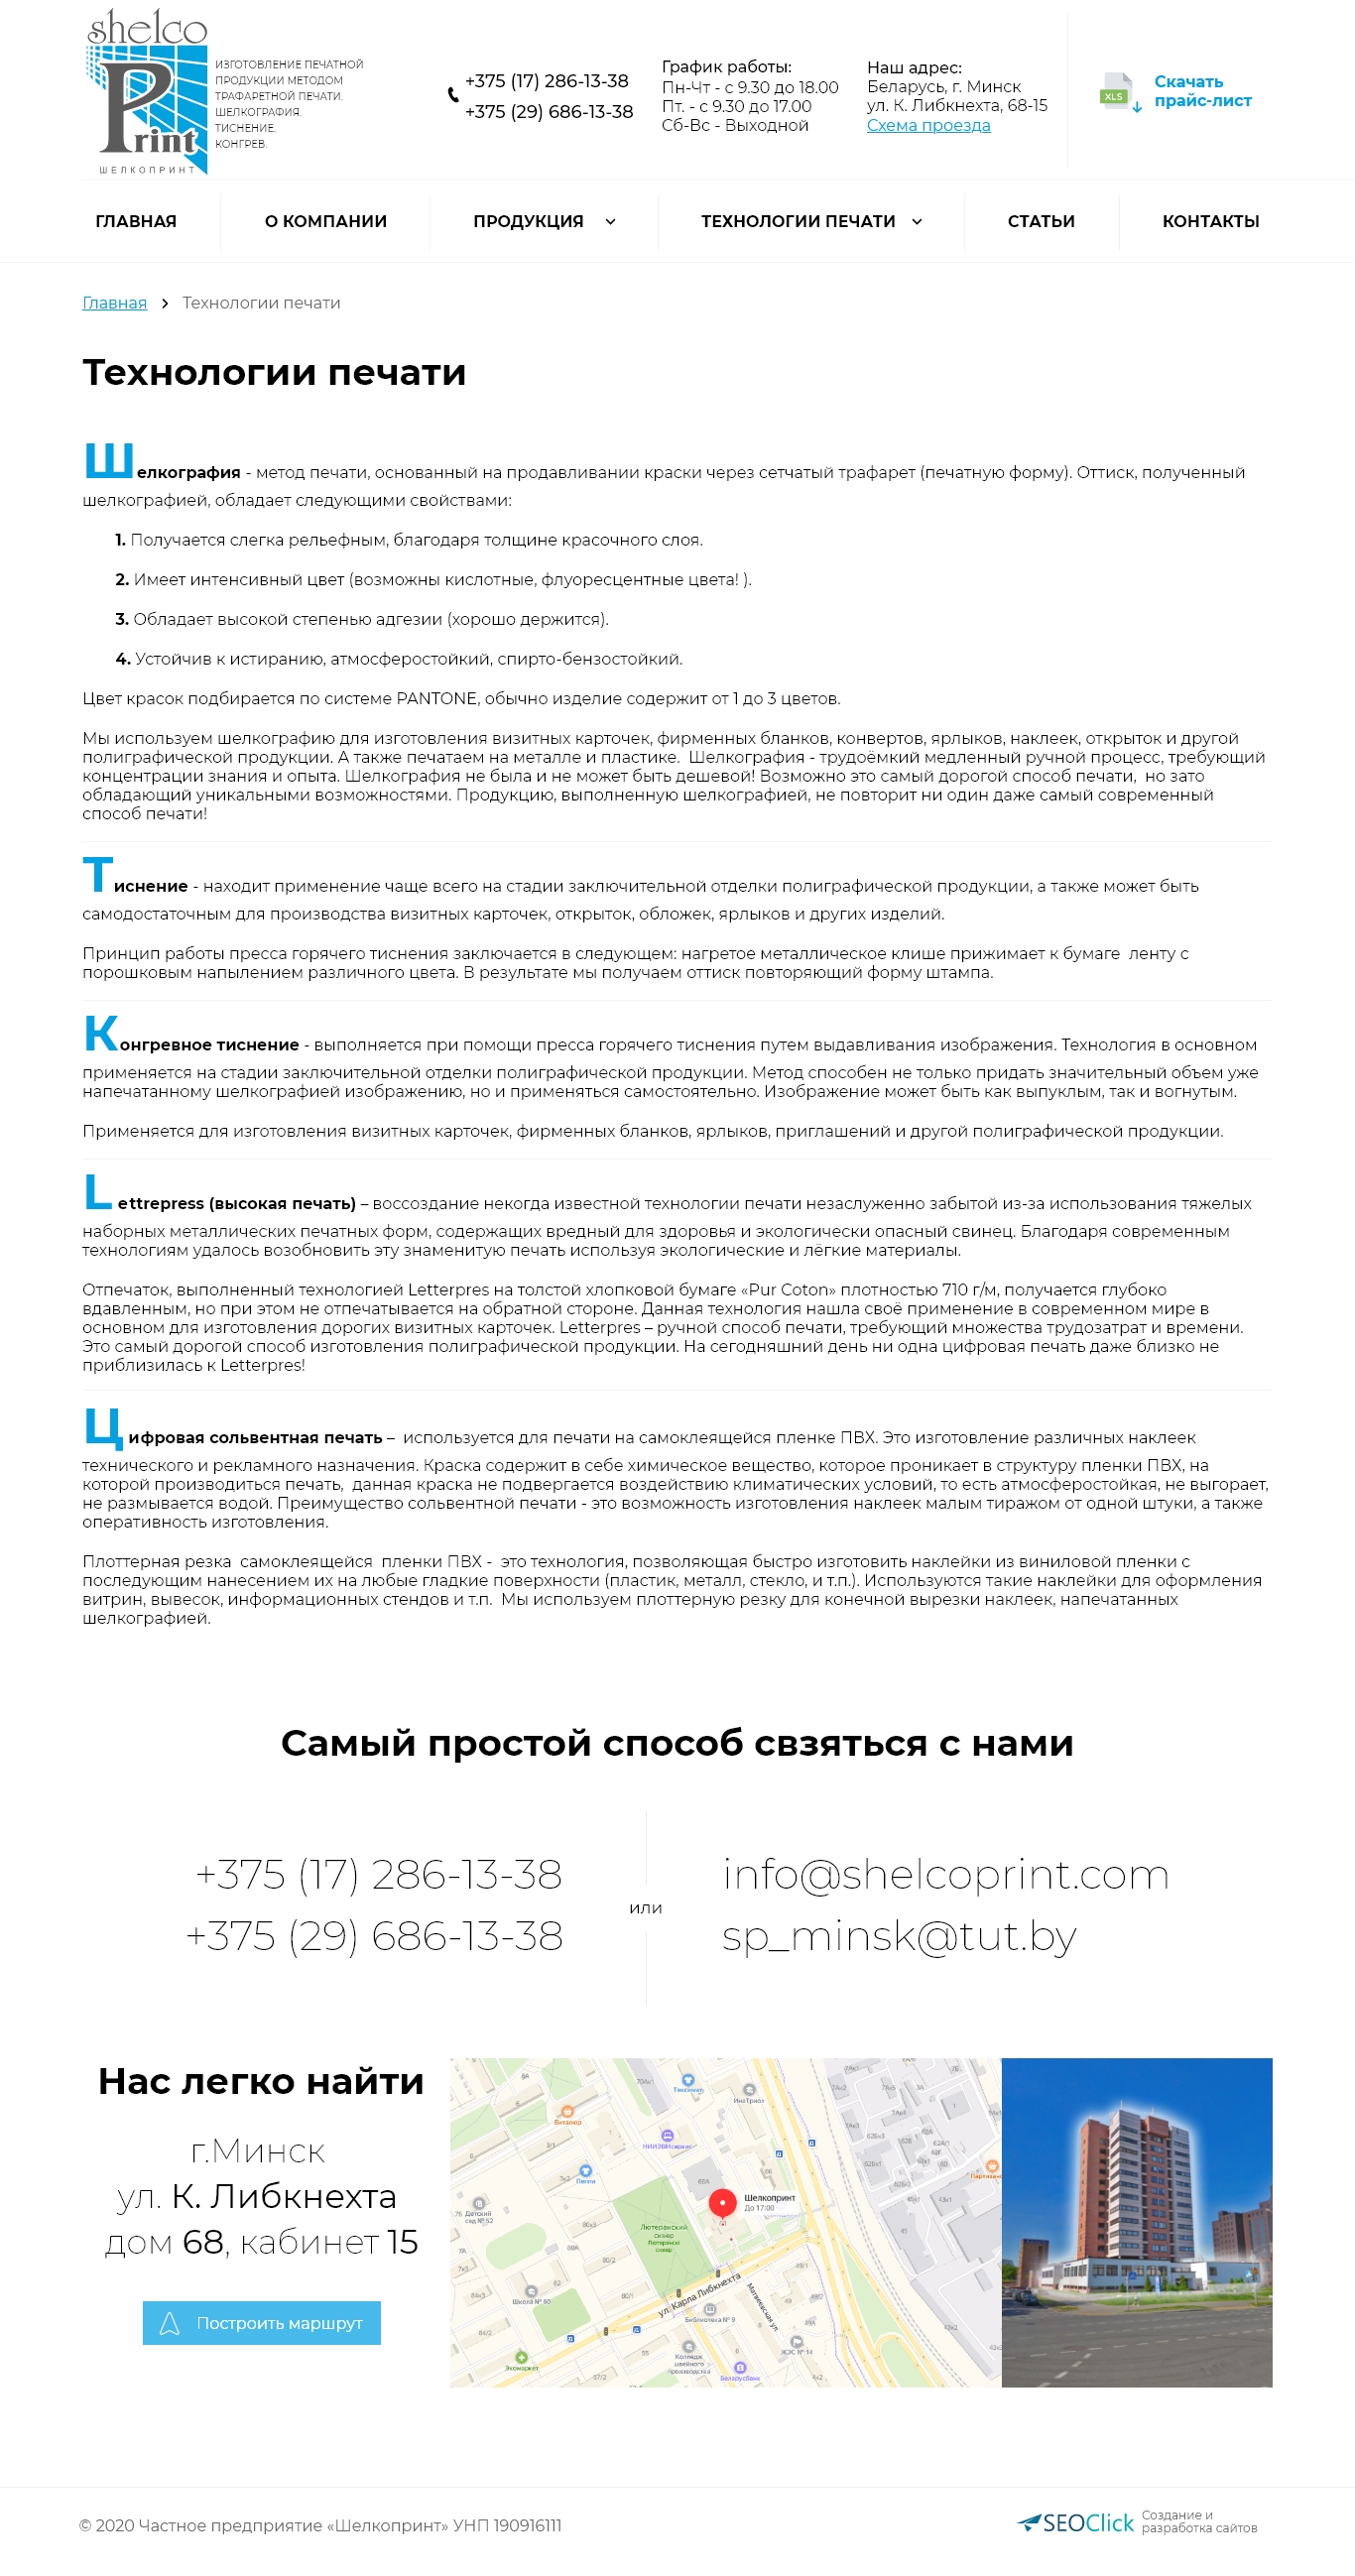 shelco
Print
ШЕЛКОПРИНТ
ИЗГОТОВЛЕНИЕ ПЕЧАТНОЙ
ПРОДУКЦИИ МЕТОДОМ
ТРАФАРЕТНОЙ ПЕЧАТИ.
ШЕЛКОГРАФИЯ.
ТИСНЕНИЕ.
КОНГРЕВ.
+375 (17) 286-13-38
+375 (29) 686-13-38
График работы:
Пн-Чт - с 9.30 до 18.00
Пт. - с 9.30 до 17.00
Сб-Вс - Выходной
Наш адрес:
Беларусь, г. Минск
ул. К. Либкнехта, 68-15
Схема проезда
XLS
Скачать
прайс-лист
ГЛАВНАЯ О КОМПАНИИ ПРОДУКЦИЯ ТЕХНОЛОГИИ ПЕЧАТИ СТАТЬИ КОНТАКТЫ
Главная Технологии печати
Технологии печати
Шелкография - метод печати, основанный на продавливании краски через сетчатый трафарет (печатную форму). Оттиск, полученный
шелкографией, обладает следующими свойствами:
1. Получается слегка рельефным, благодаря толщине красочного слоя.
2. Имеет интенсивный цвет (возможны кислотные, флуоресцентные цвета! ).
3. Обладает высокой степенью адгезии (хорошо держится).
4. Устойчив к истиранию, атмосферостойкий, спирто-бензостойкий.
Цвет красок подбирается по системе PANTONE, обычно изделие содержит от 1 до 3 цветов.
Мы используем шелкографию для изготовления визитных карточек, фирменных бланков, конвертов, ярлыков, наклеек, открыток и другой
полиграфической продукции. А также печатаем на металле и пластике. Шелкография - трудоёмкий медленный ручной процесс, требующий
концентрации знания и опыта. Шелкография не была и не может быть дешевой! Возможно это самый дорогой способ печати, но зато
обладающий уникальными возможностями. Продукцию, выполненную шелкографией, не повторит ни один даже самый современный
способ печати!
Тиснение - находит применение чаще всего на стадии заключительной отделки полиграфической продукции, а также может быть
самодостаточным для производства визитных карточек, открыток, обложек, ярлыков и других изделий.
Принцип работы пресса горячего тиснения заключается в следующем: нагретое металлическое клише прижимает к бумаге ленту с
порошковым напылением различного цвета. В результате мы получаем оттиск повторяющий форму штампа.
Конгревное тиснение - выполняется при помощи пресса горячего тиснения путем выдавливания изображения. Технология в основном
применяется на стадии заключительной отделки полиграфической продукции. Метод способен не только придать значительный объем уже
напечатанному шелкографией изображению, но и применяться самостоятельно. Изображение может быть как выпуклым, так и вогнутым.
Применяется для изготовления визитных карточек, фирменных бланков, ярлыков, приглашений и другой полиграфической продукции.
Lettrepress (высокая печать) – воссоздание некогда известной технологии печати незаслуженно забытой из-за использования тяжелых
наборных металлических печатных форм, содержащих вредный для здоровья и экологически опасный свинец. Благодаря современным
технологиям удалось возобновить эту знаменитую печать используя экологические и лёгкие материалы.
Отпечаток, выполненный технологией Letterpres на толстой хлопковой бумаге «Pur Coton» плотностью 710 г/м, получается глубоко
вдавленным, но при этом не отпечатывается на обратной стороне. Данная технология нашла своё применение в современном мире в
основном для изготовления дорогих визитных карточек. Letterpres – ручной способ печати, требующий множества трудозатрат и времени.
Это самый дорогой способ изготовления полиграфической продукции. На сегодняшний день ни одна цифровая печать даже близко не
приблизилась к Letterpres!
Цифровая сольвентная печать – используется для печати на самоклеящейся пленке ПВХ. Это изготовление различных наклеек
технического и рекламного назначения. Краска содержит в себе химическое вещество, которое проникает в структуру пленки ПВХ, на
которой производиться печать, данная краска не подвергается воздействию климатических условий, то есть атмосферостойкая, не выгорает,
не размывается водой. Преимущество сольвентной печати - это возможность изготовления наклеек малым тиражом от одной штуки, а также
оперативность изготовления.
Плоттерная резка самоклеящейся пленки ПВХ - это технология, позволяющая быстро изготовить наклейки из виниловой пленки с
последующим нанесением их на любые гладкие поверхности (пластик, металл, стекло, и т.п.). Используются такие наклейки для оформления
витрин, вывесок, информационных стендов и т.п. Мы используем плоттерную резку для конечной вырезки наклеек, напечатанных
шелкографией.
Самый простой способ свзяться с нами
+375 (17) 286-13-38
+375 (29) 686-13-38
или
info@shelcoprint.com
sp_minsk@tut.by
Нас легко найти
г.Минск
ул. К. Либкнехта
дом 68, кабинет 15
Построить маршрут
Виталюр
ИнаТриол
Пеппи
Детский
сад № 52
Шелкопринт
До 17:00
Лютеранский
сквер
ул. Карла Либкнехта
Матвеевская ул.
Школа № 60
Библиотека № 9
Колледж
швейного
производства
ЖЭС № 14
Беларусбанк
Экомаркет
© 2020 Частное предприятие «Шелкопринт» УНП 190916111
SEOClick
Создание и
разработка сайтов